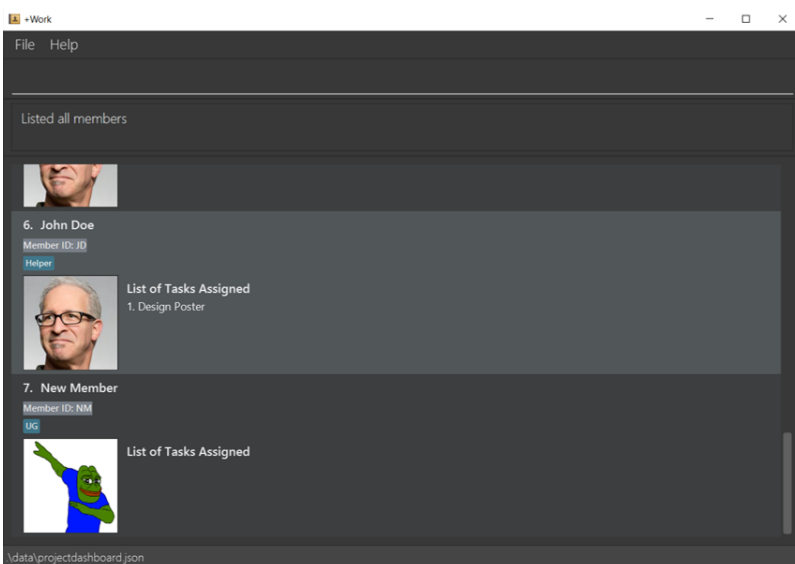 +Work
File Help
Listed all members
6. John Doe
Member ID: JD
Helper
List of Tasks Assigned
1. Design Poster
7. New Member
Member ID: NM
UG
List of Tasks Assigned
.\data\projectdashboard.json